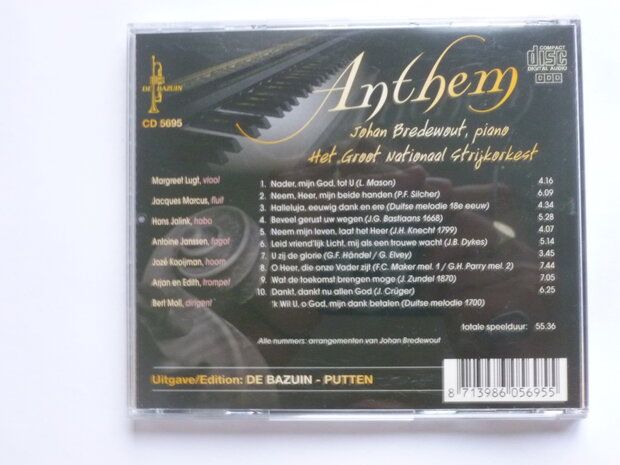 DE BAZUIN
CD 5695
Anthem
COMPACT
disc
DIGITAL AUDIO
DDD
Johan Bredewout, piano
Het Groot Nationaal Strijkorkest
Margreet Lugt, viool
Jacques Marcus, fluit
Hans Jalink, hobo
Antoine Janssen, fagot
Jozé Kooijman, hoorn
Arjan en Edith, trompet
Bert Moll, dirigent
1. Nader, mijn God, tot U (L. Mason) 4.16
2. Neem, Heer, mijn beide handen (P.F. Silcher) 6.09
3. Halleluja, eeuwig dank en ere (Duitse melodie 18e eeuw) 4.34
4. Beveel gerust uw wegen (J.G. Bastiaans 1668) 5.28
5. Neem mijn leven, laat het Heer (J.H. Knecht 1799) 4.07
6. Leid vriend'lijk Licht, mij als een trouwe wacht (J.B. Dykes) 5.14
7. U zij de glorie (G.F. Händel / G. Elvey) 3.45
8. O Heer, die onze Vader zijt (F.C. Maker mel. 1 / G.H. Parry mel. 2) 7.44
9. Wat de toekomst brengen moge (J. Zundel 1870) 7.05
10. Dankt, dankt nu allen God (J. Crüger) 6.25
'k Wil U, o God, mijn dank betalen (Duitse melodie 1700)
totale speelduur: 55.36
Alle nummers: arrangementen van Johan Bredewout
Uitgave/Edition: DE BAZUIN - PUTTEN
8 713986 056955